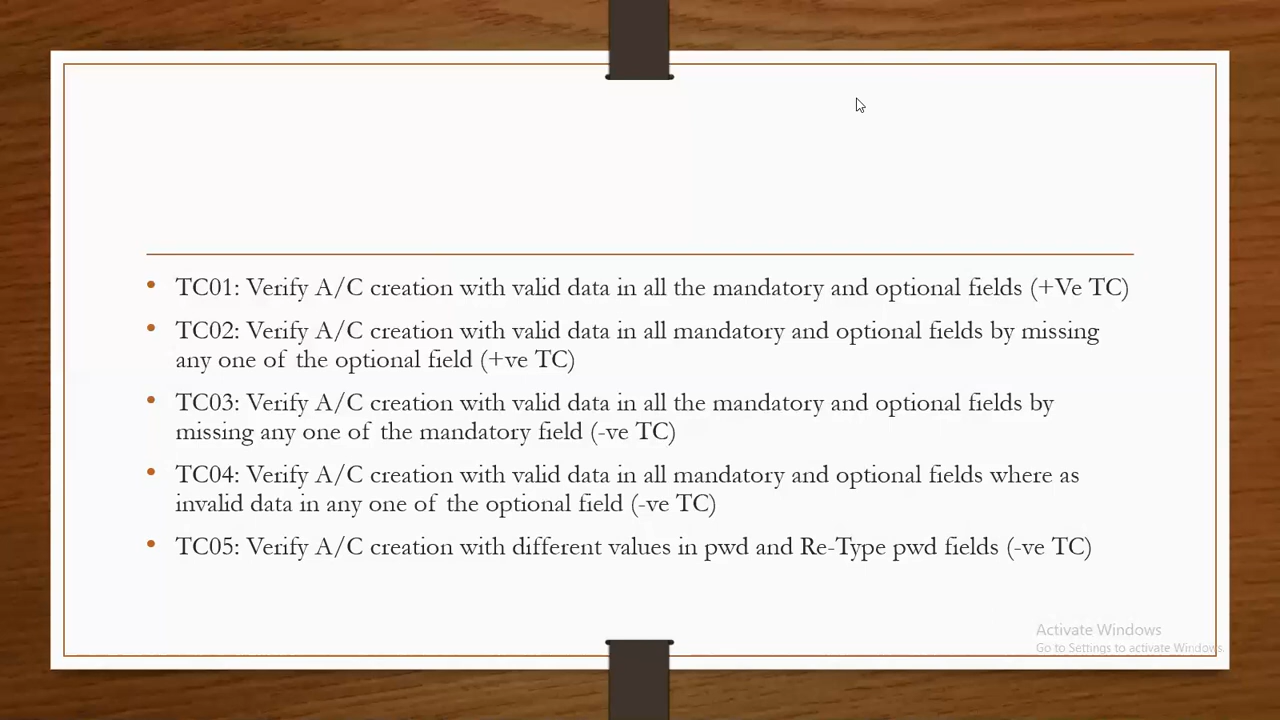 • TC01: Verify A/C creation with valid data in all the mandatory and optional fields (+Ve TC)
• TC02: Verify A/C creation with valid data in all mandatory and optional fields by missing
any one of the optional field (+ve TC)
• TC03: Verify A/C creation with valid data in all the mandatory and optional fields by
missing any one of the mandatory field (-ve TC)
• TC04: Verify A/C creation with valid data in all mandatory and optional fields where as
invalid data in any one of the optional field (-ve TC)
• TC05: Verify A/C creation with different values in pwd and Re-Type pwd fields (-ve TC)
Activate Windows
Go to Settings to activate Windows.